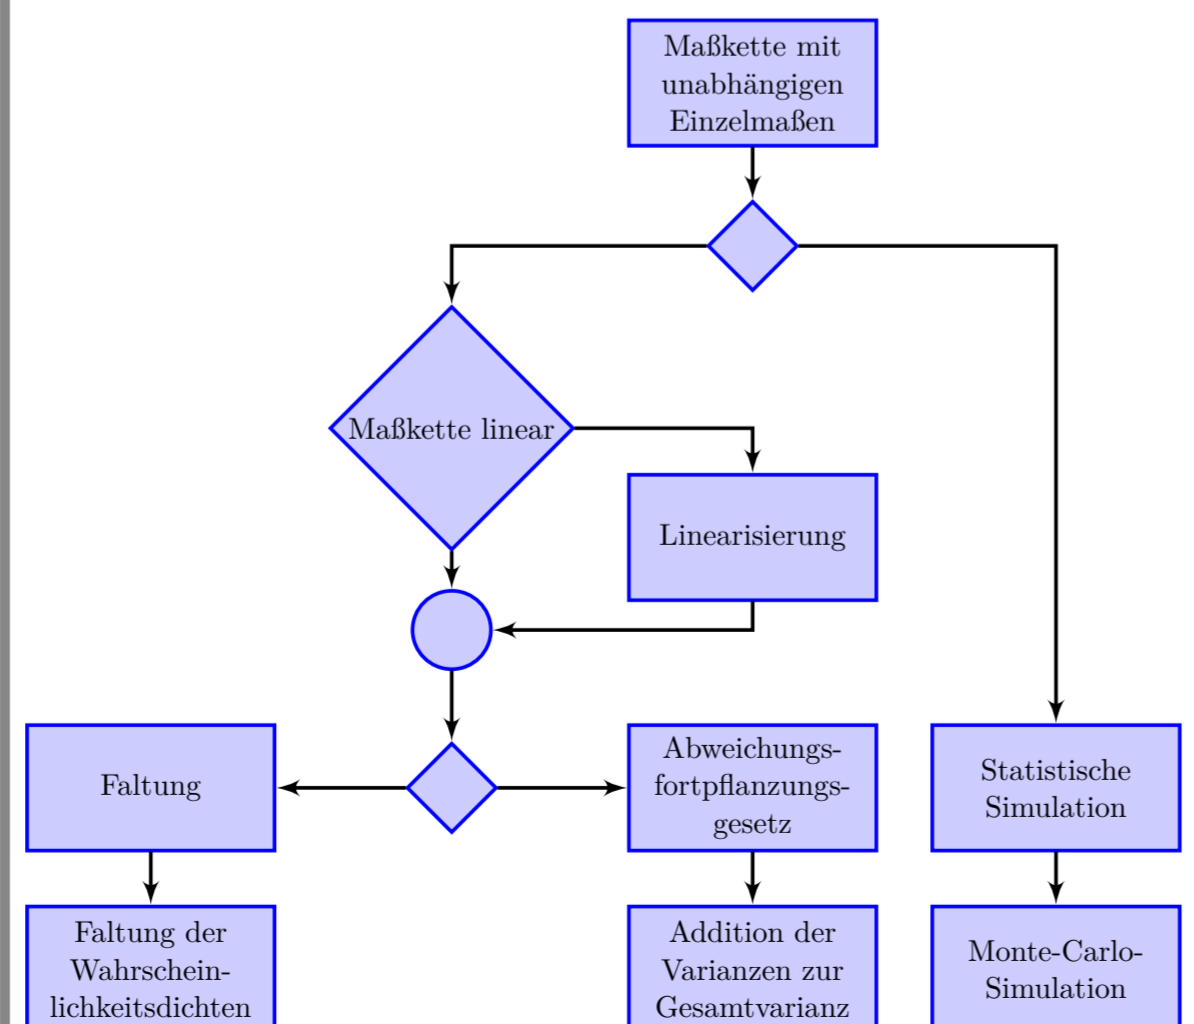 Maßkette mit
unabhängigen
Einzelmaßen
Maßkette linear
Linearisierung
Faltung
Abweichungs-
fortpflanzungs-
gesetz
Statistische
Simulation
Faltung der
Wahrschein-
lichkeitsdichten
Addition der
Varianzen zur
Gesamtvarianz
Monte-Carlo-
Simulation